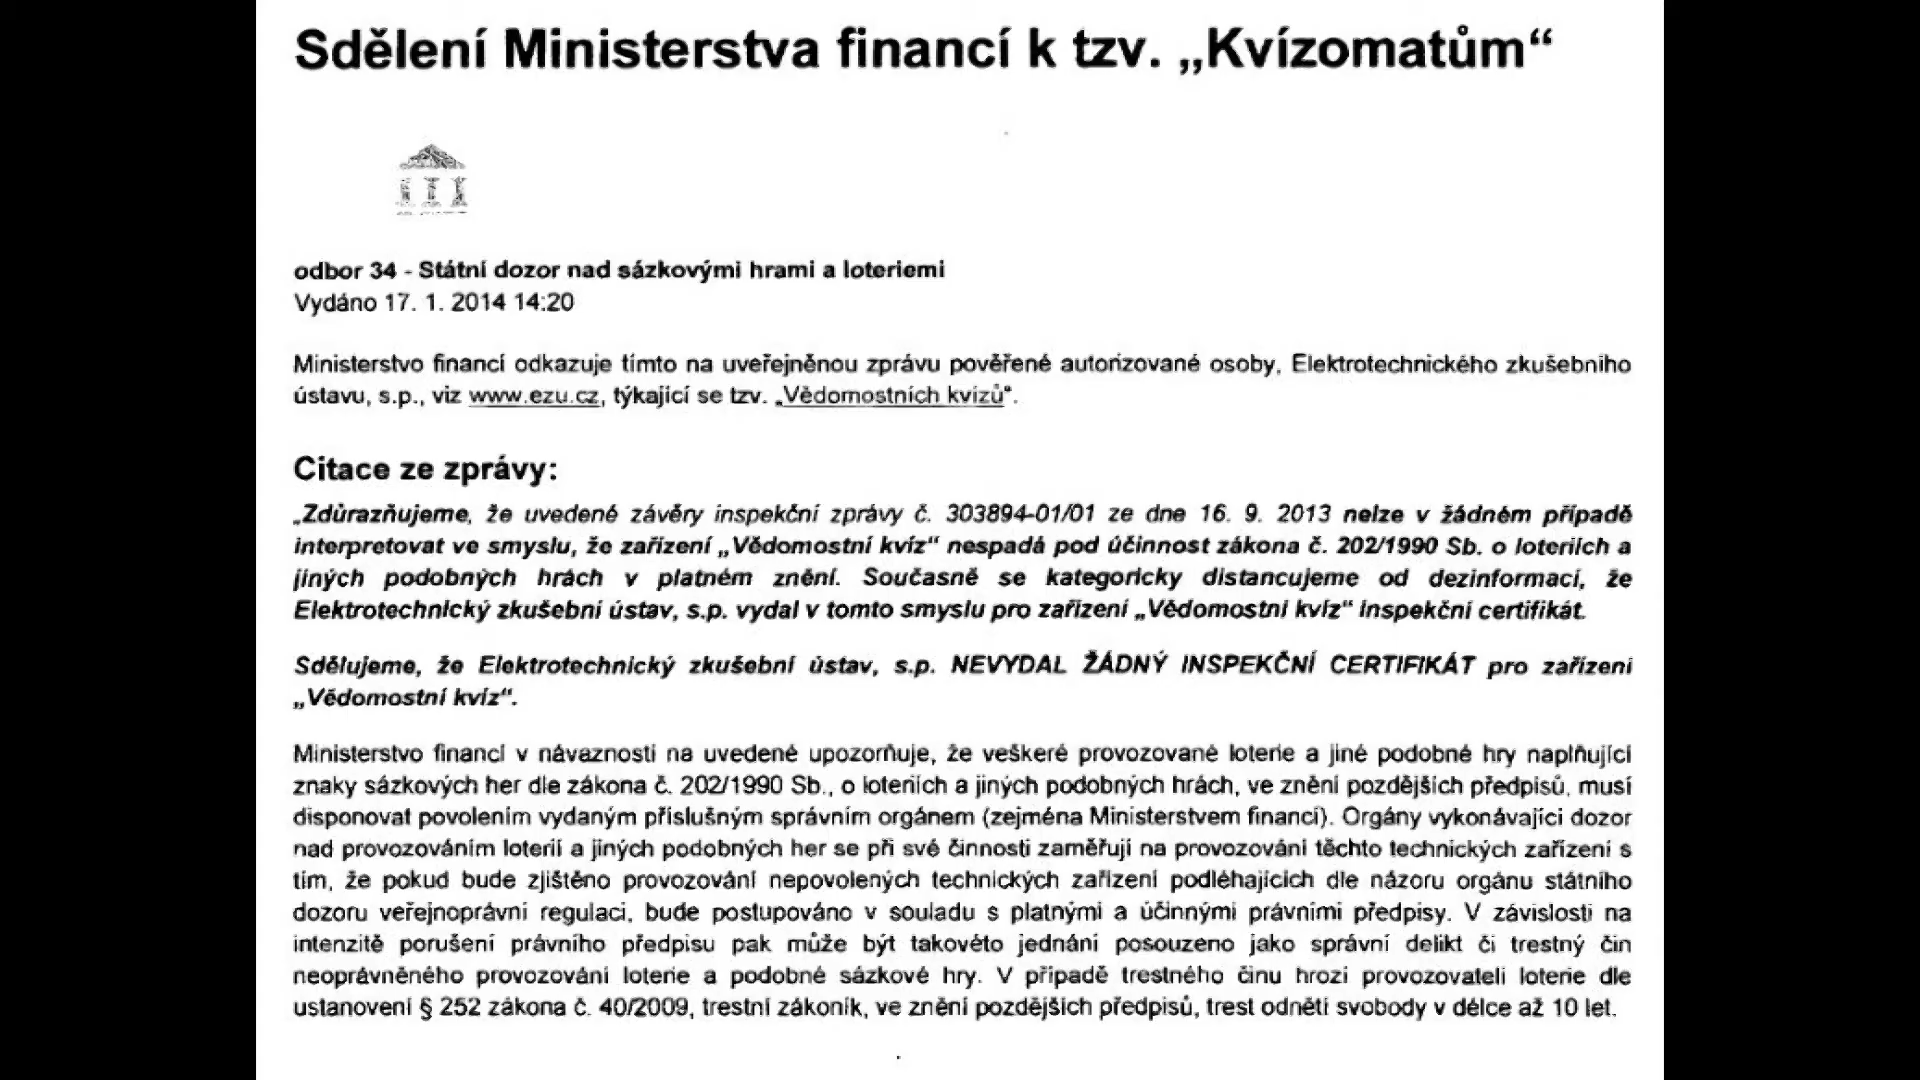 Sdělení Ministerstva financí k tzv. „Kvízomatům“
odbor 34 - Státní dozor nad sázkovými hrami a loteriemi
Vydáno 17. 1. 2014 14:20
Ministerstvo financí odkazuje tímto na uveřejněnou zprávu pověřené autorizované osoby, Elektrotechnického zkušebního
ústavu, s.p., viz www.ezu.cz, týkající se tzv. „Vědomostních kvízů“.
Citace ze zprávy:
„Zdůrazňujeme, že uvedené závěry inspekční zprávy č. 303894-01/01 ze dne 16. 9. 2013 nelze v žádném případě
interpretovat ve smyslu, že zařízení „Vědomostní kvíz“ nespadá pod účinnost zákona č. 202/1990 Sb. o loteriích a
jiných podobných hrách v platném znění. Současně se kategoricky distancujeme od dezinformací, že
Elektrotechnický zkušební ústav, s.p. vydal v tomto smyslu pro zařízení „Vědomostní kvíz“ inspekční certifikát.
Sdělujeme, že Elektrotechnický zkušební ústav, s.p. NEVYDAL ŽÁDNÝ INSPEKČNÍ CERTIFIKÁT pro zařízení
„Vědomostní kvíz“.
Ministerstvo financí v návaznosti na uvedené upozorňuje, že veškeré provozované loterie a jiné podobné hry naplňující
znaky sázkových her dle zákona č. 202/1990 Sb., o loteriích a jiných podobných hrách, ve znění pozdějších předpisů, musí
disponovat povolením vydaným příslušným správním orgánem (zejména Ministerstvem financí). Orgány vykonávající dozor
nad provozováním loterií a jiných podobných her se při své činnosti zaměřují na provozování těchto technických zařízení s
tím, že pokud bude zjištěno provozování nepovolených technických zařízení podléhajících dle názoru orgánu státního
dozoru veřejnoprávní regulaci, bude postupováno v souladu s platnými a účinnými právními předpisy. V závislosti na
intenzitě porušení právního předpisu pak může být takovéto jednání posouzeno jako správní delikt či trestný čin
neoprávněného provozování loterie a podobné sázkové hry. V případě trestného činu hrozí provozovateli loterie dle
ustanovení § 252 zákona č. 40/2009, trestní zákoník, ve znění pozdějších předpisů, trest odnětí svobody v délce až 10 let.